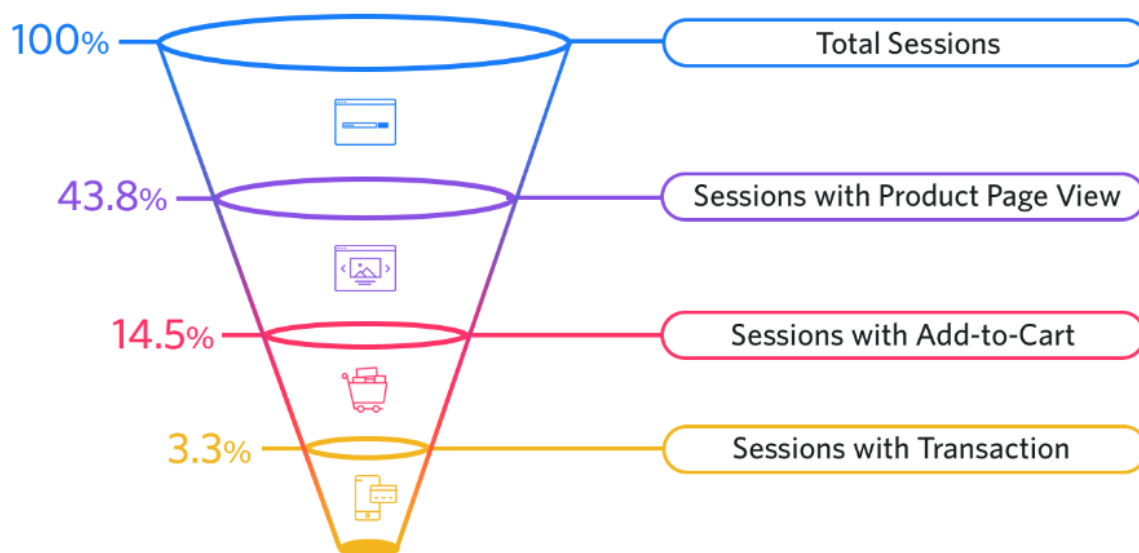 100% Total Sessions
43.8% Sessions with Product Page View
14.5% Sessions with Add-to-Cart
3.3% Sessions with Transaction